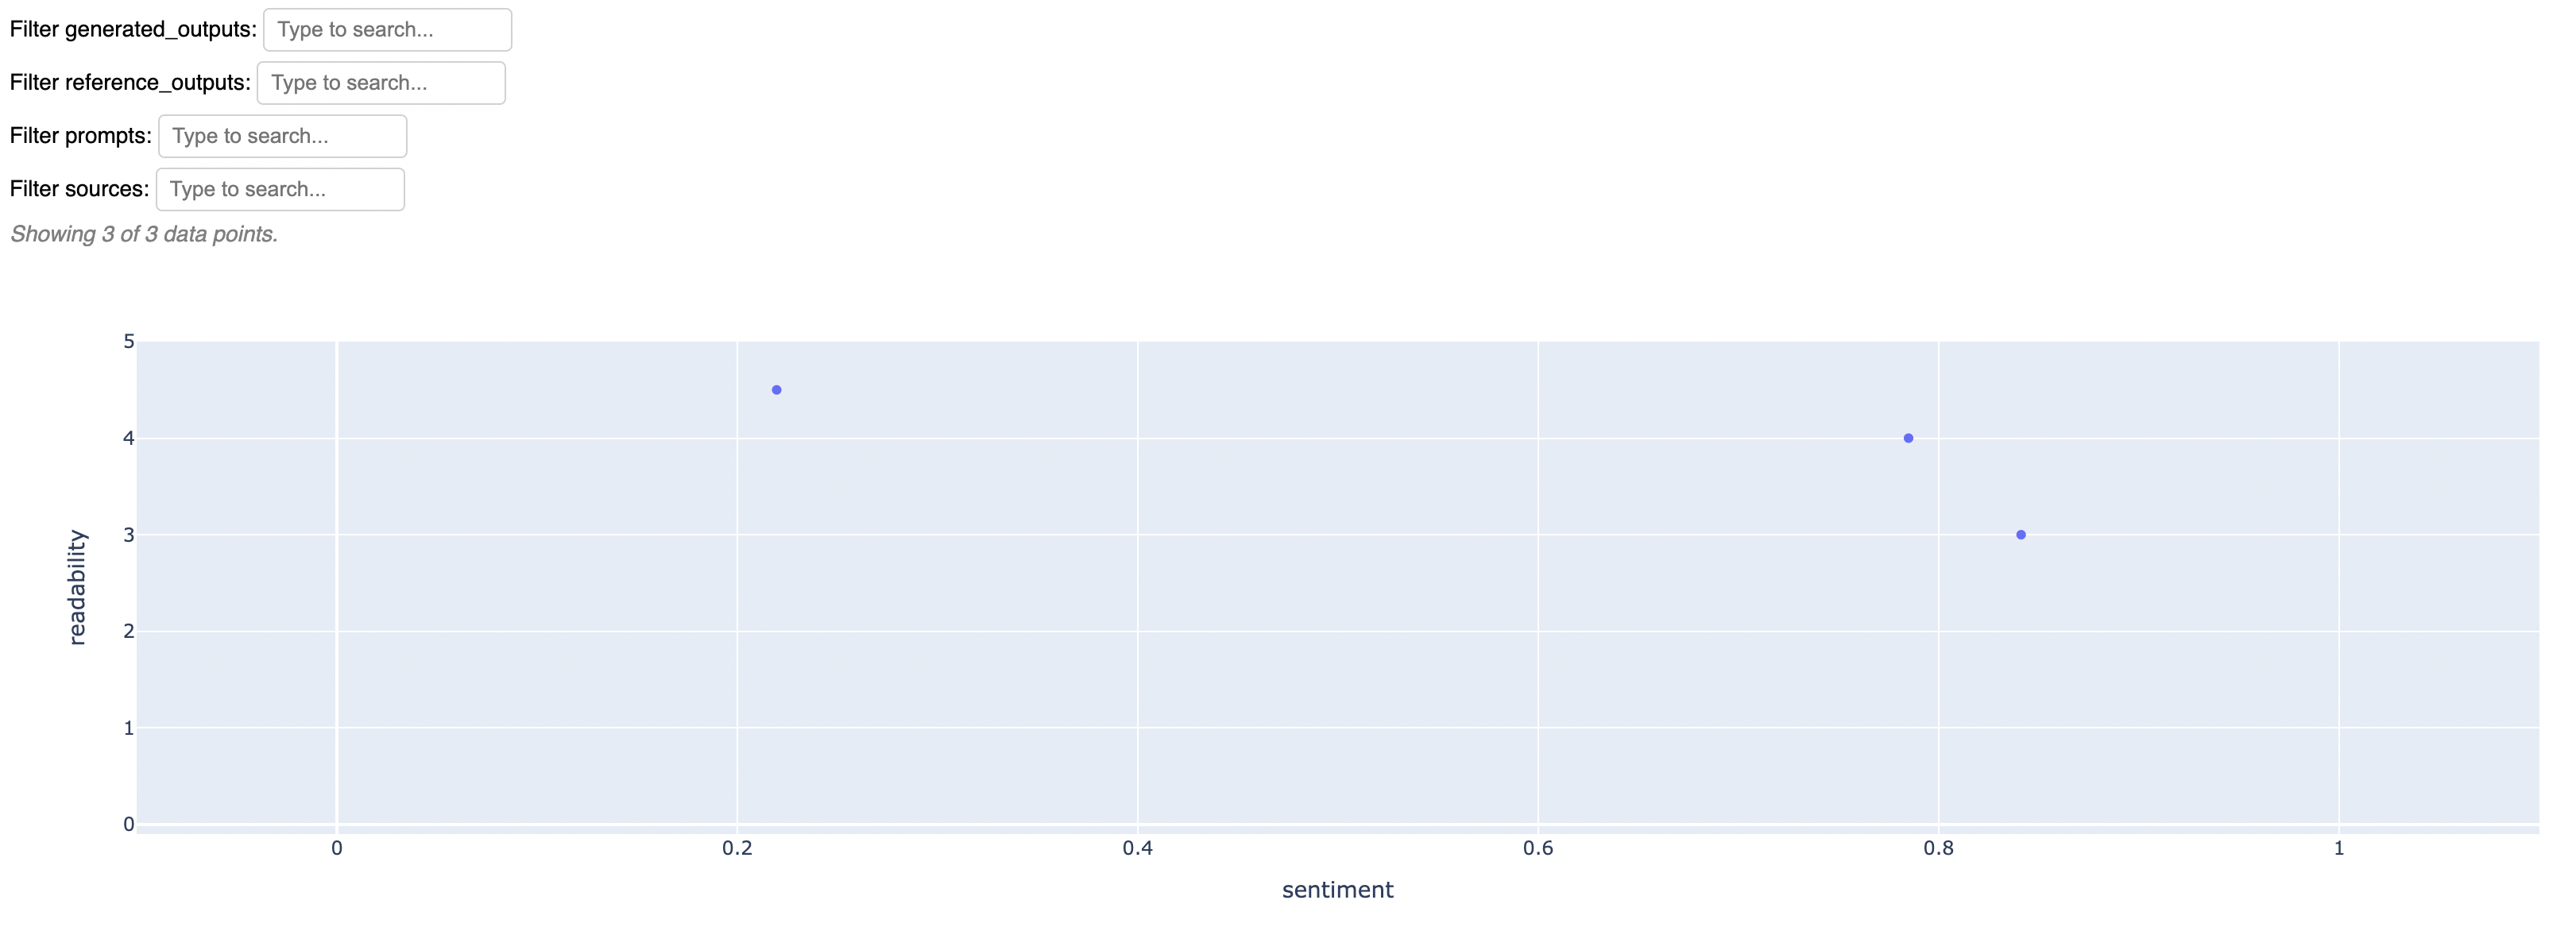 Filter generated_outputs: Type to search...
Filter reference_outputs: Type to search...
Filter prompts: Type to search...
Filter sources: Type to search...
Showing 3 of 3 data points.
5
4
3
2
1
0
readability
0 0.2 0.4 0.6 0.8 1
sentiment